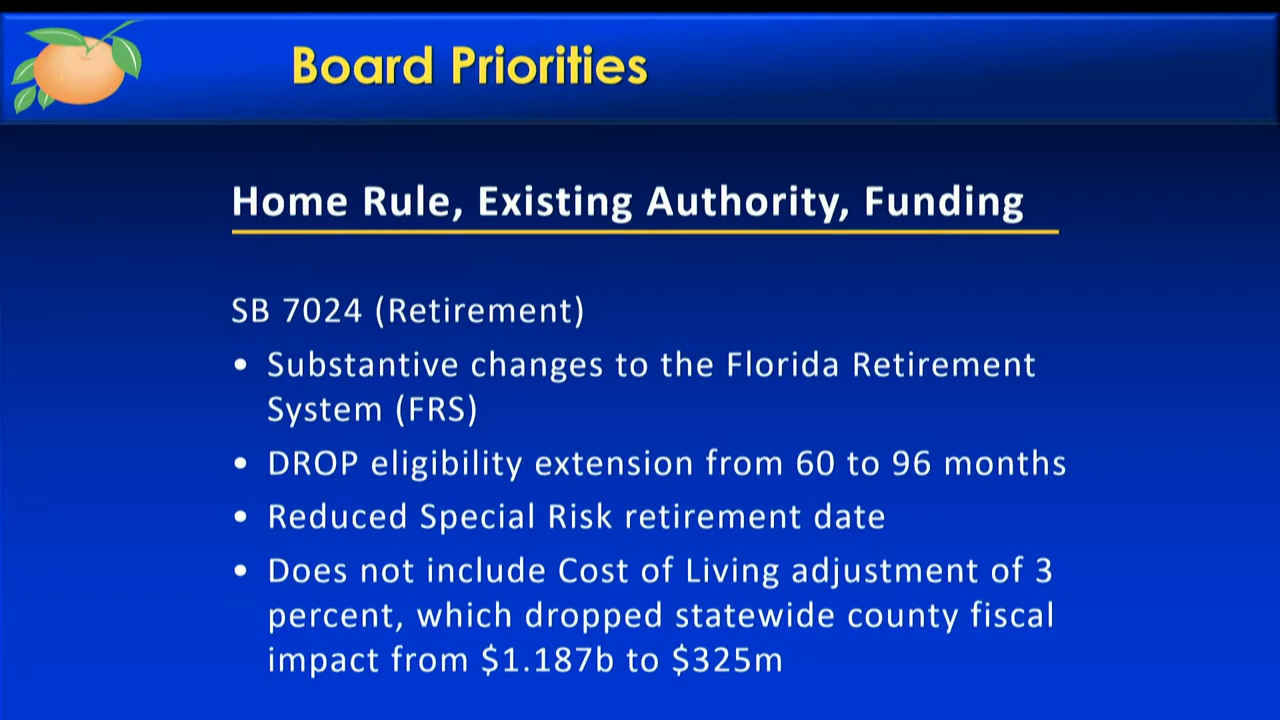 Board Priorities
Home Rule, Existing Authority, Funding
SB 7024 (Retirement)
• Substantive changes to the Florida Retirement
System (FRS)
• DROP eligibility extension from 60 to 96 months
• Reduced Special Risk retirement date
• Does not include Cost of Living adjustment of 3
percent, which dropped statewide county fiscal
impact from $1.187b to $325m